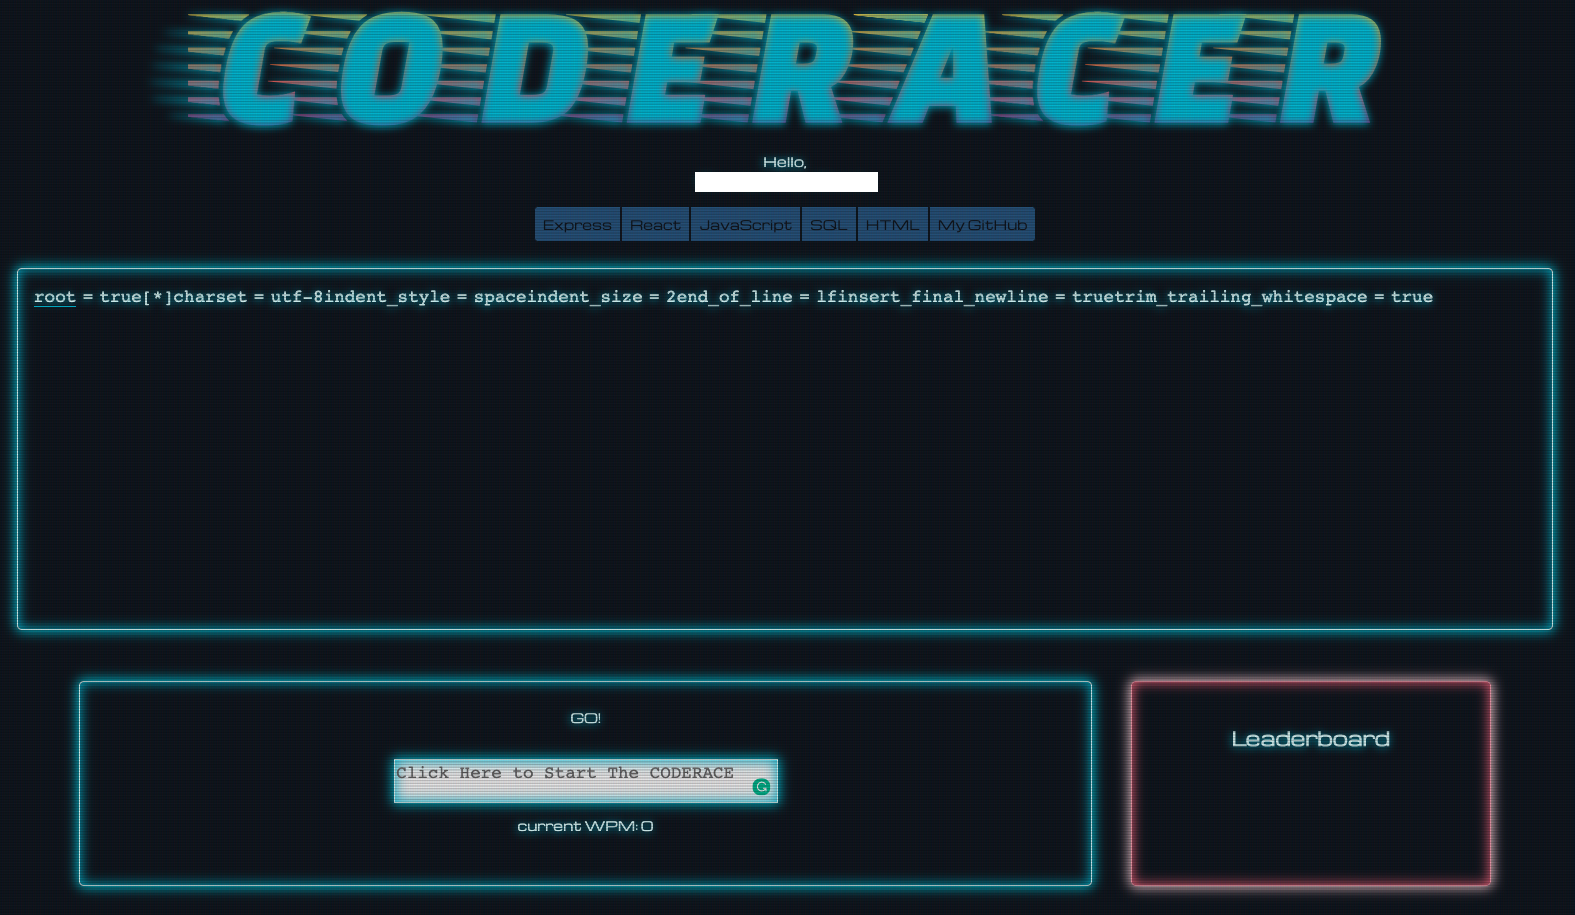 CODERACER
Hello,
Express React JavaScript SQL HTML My GitHub
root = true[*]charset = utf-8indent_style = spaceindent_size = 2end_of_line = lfinsert_final_newline = truetrim_trailing_whitespace = true
GO!
Click Here to Start The CODERACE
G
current WPM: 0
Leaderboard